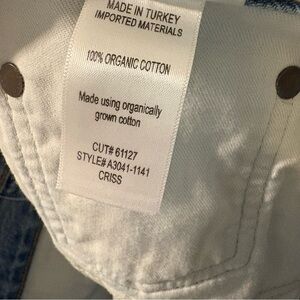 MADE IN TURKEY
IMPORTED MATERIALS
100% ORGANIC COTTON
Made using organically
grown cotton
CUT# 61127
STYLE# A3041-1141
CRISS